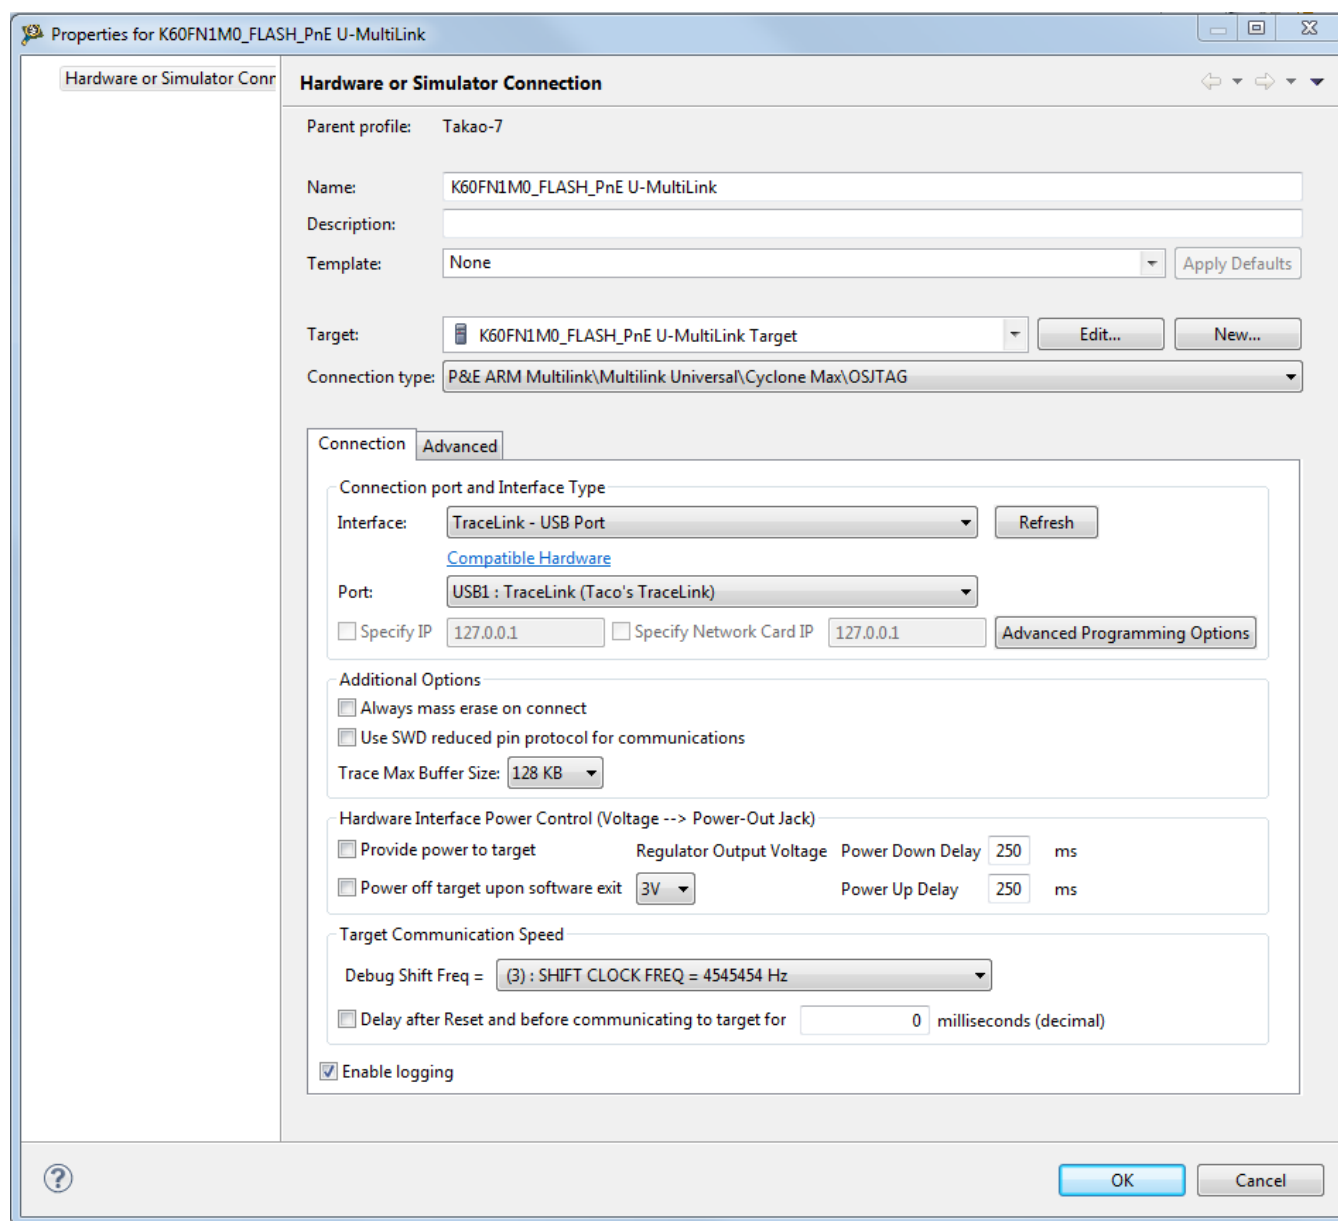 Properties for K60FN1M0_FLASH_PnE U-MultiLink
Hardware or Simulator Conr
Hardware or Simulator Connection
Parent profile: Takao-7
Name: K60FN1M0_FLASH_PnE U-MultiLink
Description:
Template: None Apply Defaults
Target: K60FN1M0_FLASH_PnE U-MultiLink Target Edit... New...
Connection type: P&E ARM Multilink\Multilink Universal\Cyclone Max\OSJTAG
Connection Advanced
Connection port and Interface Type
Interface: TraceLink - USB Port Refresh
Compatible Hardware
Port: USB1 : TraceLink (Taco's TraceLink)
Specify IP 127.0.0.1 Specify Network Card IP 127.0.0.1 Advanced Programming Options
Additional Options
Always mass erase on connect
Use SWD reduced pin protocol for communications
Trace Max Buffer Size: 128 KB
Hardware Interface Power Control (Voltage --> Power-Out Jack)
Provide power to target Regulator Output Voltage Power Down Delay 250 ms
Power off target upon software exit 3V Power Up Delay 250 ms
Target Communication Speed
Debug Shift Freq = (3) : SHIFT CLOCK FREQ = 4545454 Hz
Delay after Reset and before communicating to target for 0 milliseconds (decimal)
Enable logging
? OK Cancel